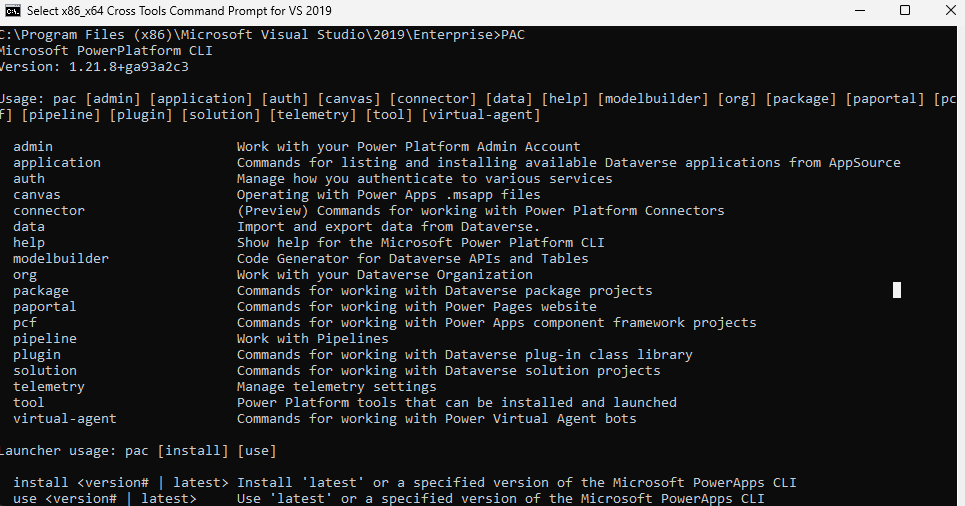 Select x86_x64 Cross Tools Command Prompt for VS 2019
C:\Program Files (x86)\Microsoft Visual Studio\2019\Enterprise>PAC
Microsoft PowerPlatform CLI
Version: 1.21.8+ga93a2c3
Usage: pac [admin] [application] [auth] [canvas] [connector] [data] [help] [modelbuilder] [org] [package] [paportal] [pc
f] [pipeline] [plugin] [solution] [telemetry] [tool] [virtual-agent]
admin Work with your Power Platform Admin Account
application Commands for listing and installing available Dataverse applications from AppSource
auth Manage how you authenticate to various services
canvas Operating with Power Apps .msapp files
connector (Preview) Commands for working with Power Platform Connectors
data Import and export data from Dataverse.
help Show help for the Microsoft Power Platform CLI
modelbuilder Code Generator for Dataverse APIs and Tables
org Work with your Dataverse Organization
package Commands for working with Dataverse package projects
paportal Commands for working with Power Pages website
pcf Commands for working with Power Apps component framework projects
pipeline Work with Pipelines
plugin Commands for working with Dataverse plug-in class library
solution Commands for working with Dataverse solution projects
telemetry Manage telemetry settings
tool Power Platform tools that can be installed and launched
virtual-agent Commands for working with Power Virtual Agent bots
Launcher usage: pac [install] [use]
install <version# | latest> Install 'latest' or a specified version of the Microsoft PowerApps CLI
use <version# | latest> Use 'latest' or a specified version of the Microsoft PowerApps CLI